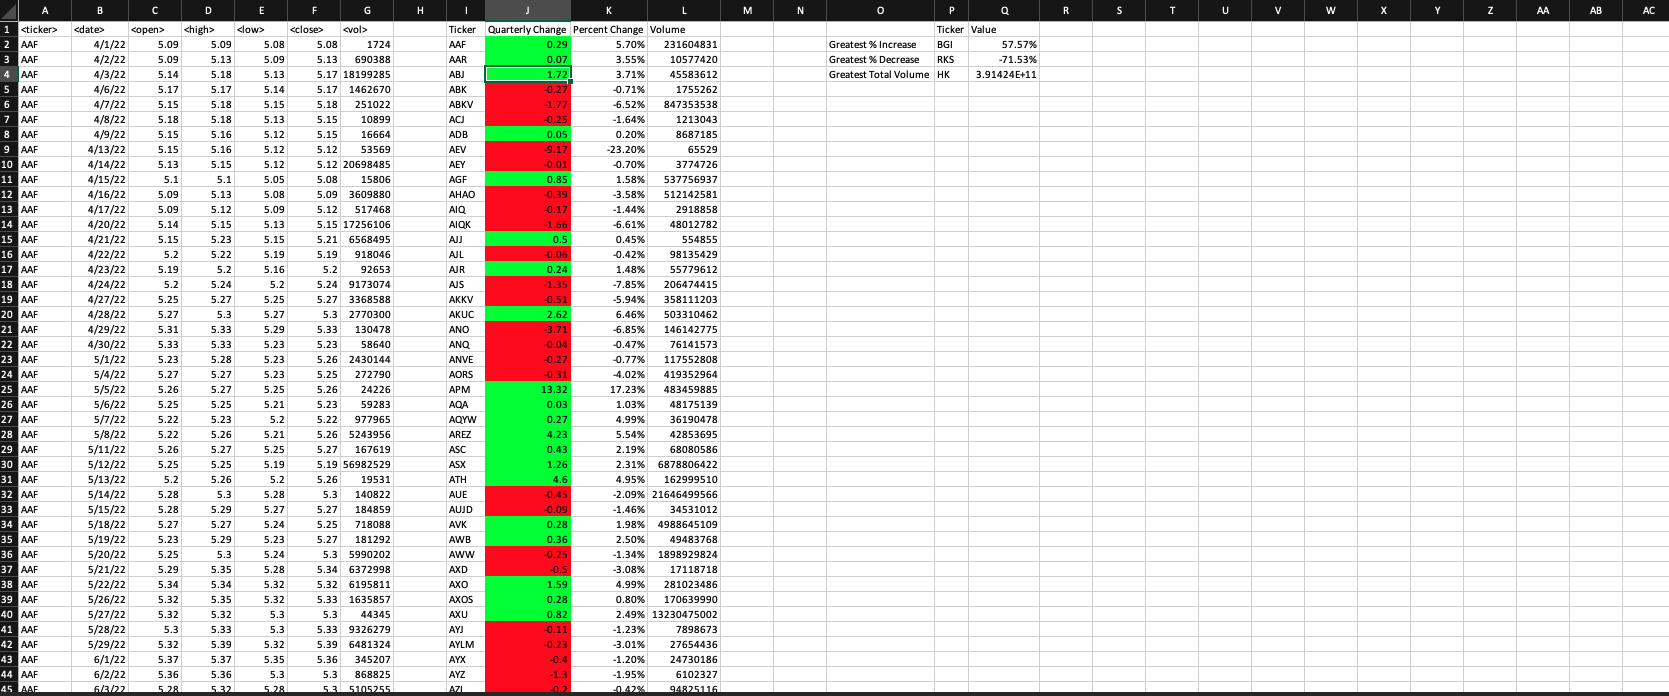 A B C D E F G H I J K L M N O P Q R S T U V W X Y Z AA AB AC
1 <ticker> <date> <open> <high> <low> <close> <vol> Ticker Quarterly Change Percent Change Volume Ticker Value
2 AAF 4/1/22 5.09 5.09 5.08 5.08 1724 AAF 0.29 5.70% 231604831 Greatest % Increase BGI 57.57%
3 AAF 4/2/22 5.09 5.13 5.09 5.13 690388 AAR 0.07 3.55% 10577420 Greatest % Decrease RKS -71.53%
4 AAF 4/3/22 5.14 5.18 5.13 5.17 18199285 ABJ 1.72 3.71% 45583612 Greatest Total Volume HK 3.91424E+11
5 AAF 4/6/22 5.17 5.17 5.14 5.17 1462670 ABK -0.27 -0.71% 1755262
6 AAF 4/7/22 5.15 5.18 5.15 5.18 251022 ABKV -1.77 -6.52% 847353538
7 AAF 4/8/22 5.18 5.18 5.13 5.15 10899 ACJ -0.25 -1.64% 1213043
8 AAF 4/9/22 5.15 5.16 5.12 5.15 16664 ADB 0.05 0.20% 8687185
9 AAF 4/13/22 5.15 5.16 5.12 5.12 53569 AEV -9.17 -23.20% 65529
10 AAF 4/14/22 5.13 5.15 5.12 5.12 20698485 AEY -0.01 -0.70% 3774726
11 AAF 4/15/22 5.1 5.1 5.05 5.08 15806 AGF 0.85 1.58% 537756937
12 AAF 4/16/22 5.09 5.13 5.08 5.09 3609880 AHAO -0.39 -3.58% 512142581
13 AAF 4/17/22 5.09 5.12 5.09 5.12 517468 AIQ -0.17 -1.44% 2918858
14 AAF 4/20/22 5.14 5.15 5.13 5.15 17256106 AIQK -1.66 -6.61% 48012782
15 AAF 4/21/22 5.15 5.23 5.15 5.21 6568495 AJJ 0.5 0.45% 554855
16 AAF 4/22/22 5.2 5.22 5.19 5.19 918046 AJL -0.06 -0.42% 98135429
17 AAF 4/23/22 5.19 5.2 5.16 5.2 92653 AJR 0.24 1.48% 55779612
18 AAF 4/24/22 5.2 5.24 5.2 5.24 9173074 AJS -1.35 -7.85% 206474415
19 AAF 4/27/22 5.25 5.27 5.25 5.27 3368588 AKKV -0.51 -5.94% 358111203
20 AAF 4/28/22 5.27 5.3 5.27 5.3 2770300 AKUC 2.62 6.46% 503310462
21 AAF 4/29/22 5.31 5.33 5.29 5.33 130478 ANO -3.71 -6.85% 146142775
22 AAF 4/30/22 5.33 5.33 5.23 5.23 58640 ANQ -0.04 -0.47% 76141573
23 AAF 5/1/22 5.23 5.28 5.23 5.26 2430144 ANVE -0.27 -0.77% 117552808
24 AAF 5/4/22 5.27 5.27 5.23 5.25 272790 AORS -0.31 -4.02% 419352964
25 AAF 5/5/22 5.26 5.27 5.25 5.26 24226 APM 13.32 17.23% 483459885
26 AAF 5/6/22 5.25 5.25 5.21 5.23 59283 AQA 0.03 1.03% 48175139
27 AAF 5/7/22 5.22 5.23 5.2 5.22 977965 AQYW 0.27 4.99% 36190478
28 AAF 5/8/22 5.22 5.26 5.21 5.26 5243956 AREZ 4.23 5.54% 42853695
29 AAF 5/11/22 5.26 5.27 5.25 5.27 167619 ASC 0.43 2.19% 68080586
30 AAF 5/12/22 5.25 5.25 5.19 5.19 56982529 ASX 1.26 2.31% 6878806422
31 AAF 5/13/22 5.2 5.26 5.2 5.26 19531 ATH 4.6 4.95% 162999510
32 AAF 5/14/22 5.28 5.3 5.28 5.3 140822 AUE -0.45 -2.09% 21646499566
33 AAF 5/15/22 5.28 5.29 5.27 5.27 184859 AUJD -0.09 -1.46% 34531012
34 AAF 5/18/22 5.27 5.27 5.24 5.25 718088 AVK 0.28 1.98% 4988645109
35 AAF 5/19/22 5.23 5.29 5.23 5.27 181292 AWB 0.36 2.50% 49483768
36 AAF 5/20/22 5.25 5.3 5.24 5.3 5990202 AWW -0.25 -1.34% 1898929824
37 AAF 5/21/22 5.29 5.35 5.28 5.34 6372998 AXD -0.5 -3.08% 17118718
38 AAF 5/22/22 5.34 5.34 5.32 5.32 6195811 AXO 1.59 4.99% 281023486
39 AAF 5/26/22 5.32 5.35 5.32 5.33 1635857 AXOS 0.28 0.80% 170639990
40 AAF 5/27/22 5.32 5.32 5.3 5.3 44345 AXU 0.82 2.49% 13230475002
41 AAF 5/28/22 5.3 5.33 5.3 5.33 9326279 AYJ -0.11 -1.23% 7898673
42 AAF 5/29/22 5.32 5.39 5.32 5.39 6481324 AYLM -0.23 -3.01% 27654436
43 AAF 6/1/22 5.37 5.37 5.35 5.36 345207 AYX -0.4 -1.20% 24730186
44 AAF 6/2/22 5.36 5.36 5.3 5.3 868825 AYZ -1.3 -1.95% 6102327
45 AAF 6/3/22 5.28 5.32 5.28 5.3 5105255 AZL -0.2 -0.42% 94825116